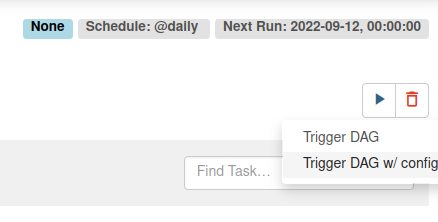 None Schedule: @daily Next Run: 2022-09-12, 00:00:00
Trigger DAG
Trigger DAG w/ config
Find Task...